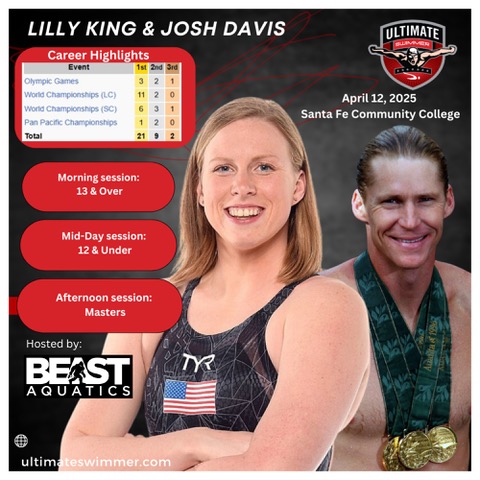 LILLY KING & JOSH DAVIS
ULTIMATE
SWIMMER
Career Highlights
Event 1st 2nd 3rd
Olympic Games 3 2 1
World Championships (LC) 11 2 0
World Championships (SC) 6 3 1
Pan Pacific Championships 1 2 0
Total 21 9 2
April 12, 2025
Santa Fe Community College
Morning session:
13 & Over
Mid-Day session:
12 & Under
Afternoon session:
Masters
Hosted by:
BEAST
AQUATICS
TYR
ultimateswimmer.com